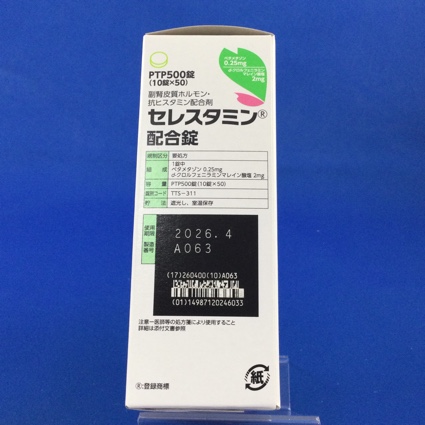 PTP500錠
(10錠×50)
ベタメタゾン
0.25mg
d-クロルフェニラミン
マレイン酸塩
2mg
副腎皮質ホルモン・
抗ヒスタミン配合剤
セレスタミン®
配合錠
規制区分 要処方
組成 1錠中
ベタメタゾン 0.25mg
d-クロルフェニラミンマレイン酸塩 2mg
容量 PTP500錠(10錠×50)
識別コード TTS-311
貯法 遮光し、室温保存
使用
期限
2026.4
製造
番号
A063
(17)260400(10)A063
(01)14987120246033
注意-医師等の処方箋により使用すること
詳細は添付文書参照
紙
®:登録商標